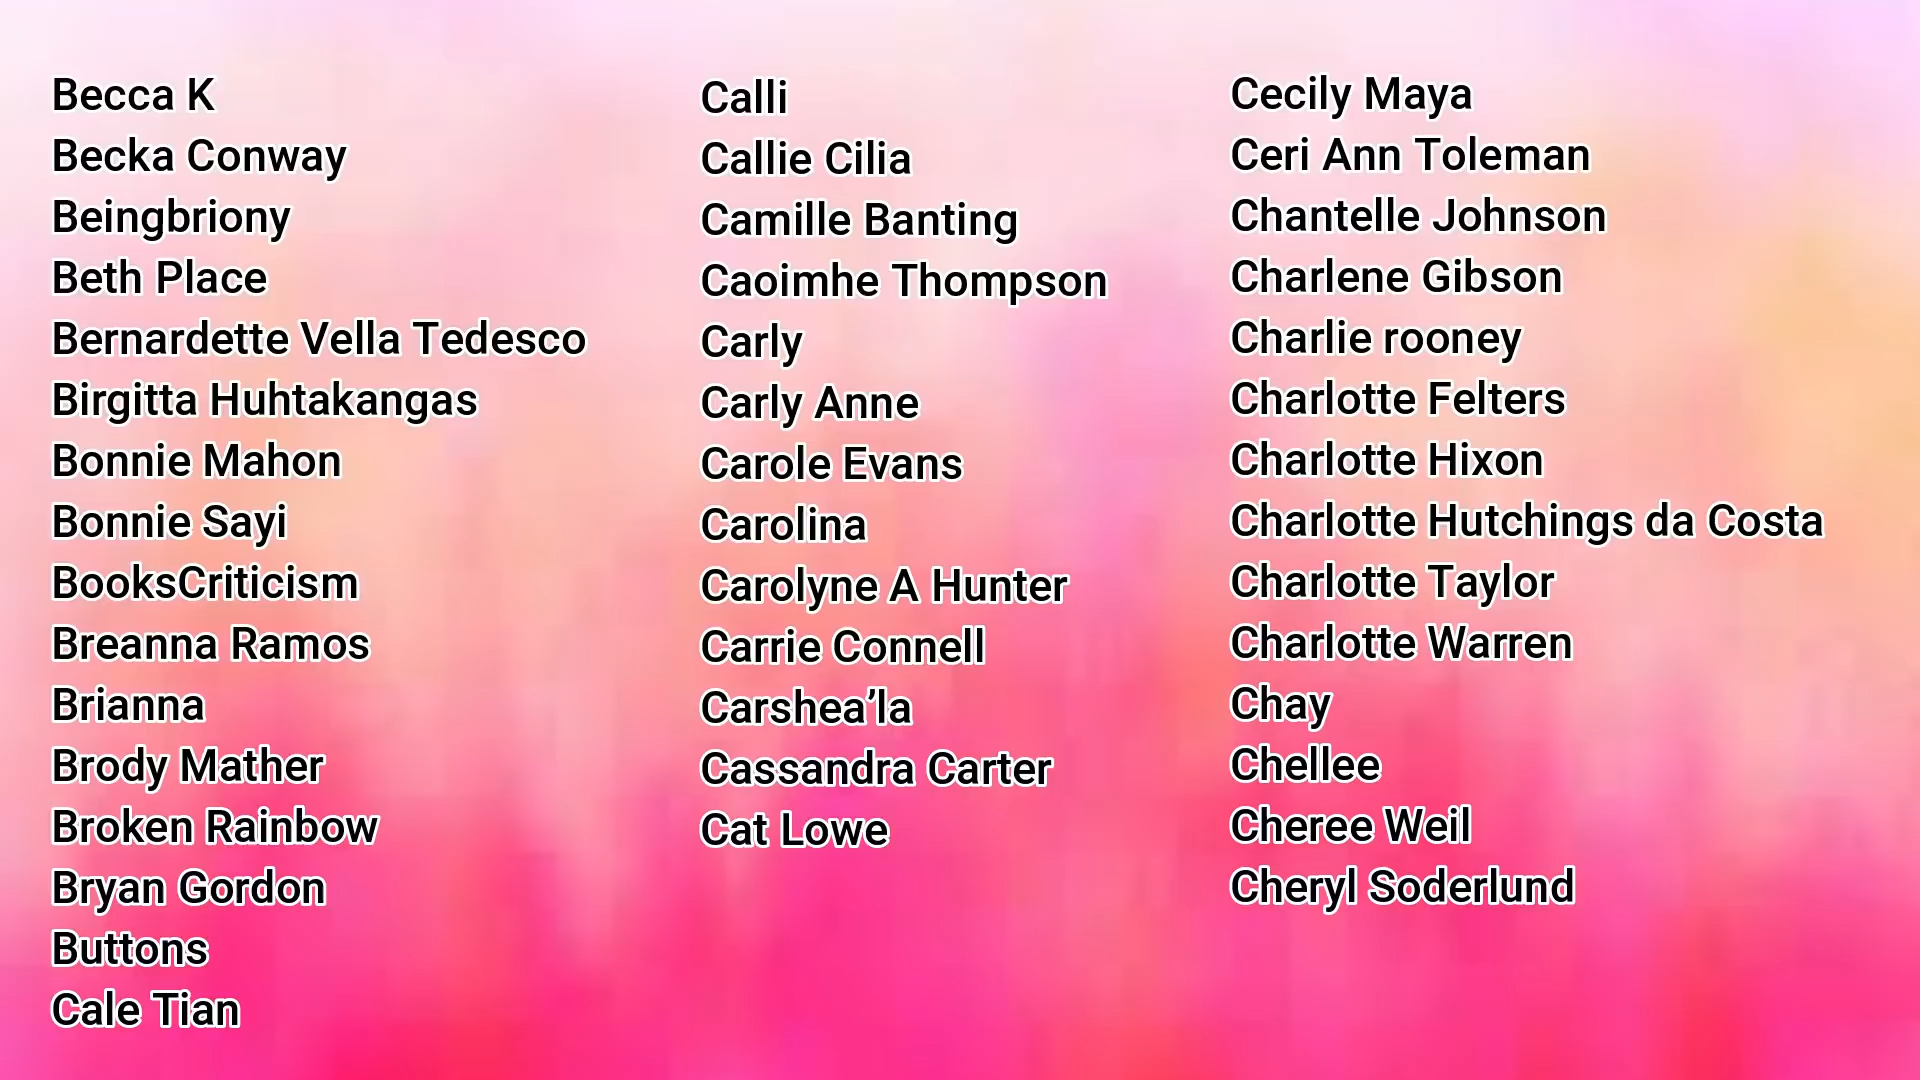 Becca K
Becka Conway
Beingbriony
Beth Place
Bernardette Vella Tedesco
Birgitta Huhtakangas
Bonnie Mahon
Bonnie Sayi
BooksCriticism
Breanna Ramos
Brianna
Brody Mather
Broken Rainbow
Bryan Gordon
Buttons
Cale Tian
Calli
Callie Cilia
Camille Banting
Caoimhe Thompson
Carly
Carly Anne
Carole Evans
Carolina
Carolyne A Hunter
Carrie Connell
Carshea’la
Cassandra Carter
Cat Lowe
Cecily Maya
Ceri Ann Toleman
Chantelle Johnson
Charlene Gibson
Charlie rooney
Charlotte Felters
Charlotte Hixon
Charlotte Hutchings da Costa
Charlotte Taylor
Charlotte Warren
Chay
Chellee
Cheree Weil
Cheryl Soderlund